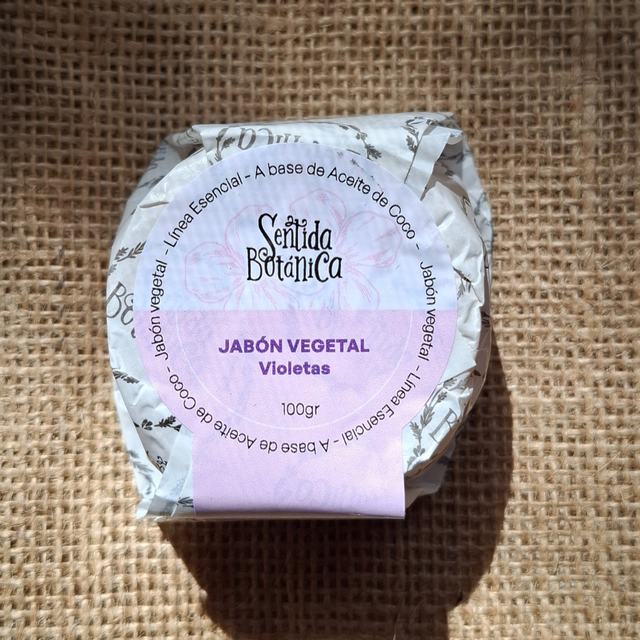 Jabón vegetal - Línea Esencial - A base de Aceite de Coco - Jabón vegetal - Línea Esencial - A base de Aceite de Coco -
Sentida
Botánica
JABÓN VEGETAL
Violetas
100gr